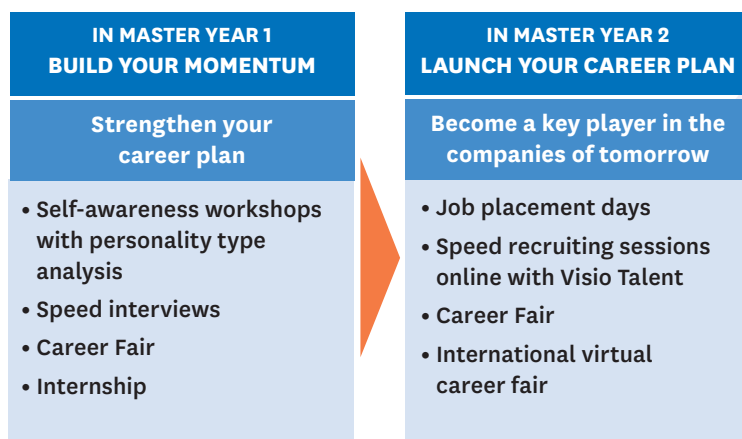 IN MASTER YEAR 1
BUILD YOUR MOMENTUM
Strengthen your
career plan
• Self-awareness workshops
with personality type
analysis
• Speed interviews
• Career Fair
• Internship
IN MASTER YEAR 2
LAUNCH YOUR CAREER PLAN
Become a key player in the
companies of tomorrow
• Job placement days
• Speed recruiting sessions
online with Visio Talent
• Career Fair
• International virtual
career fair